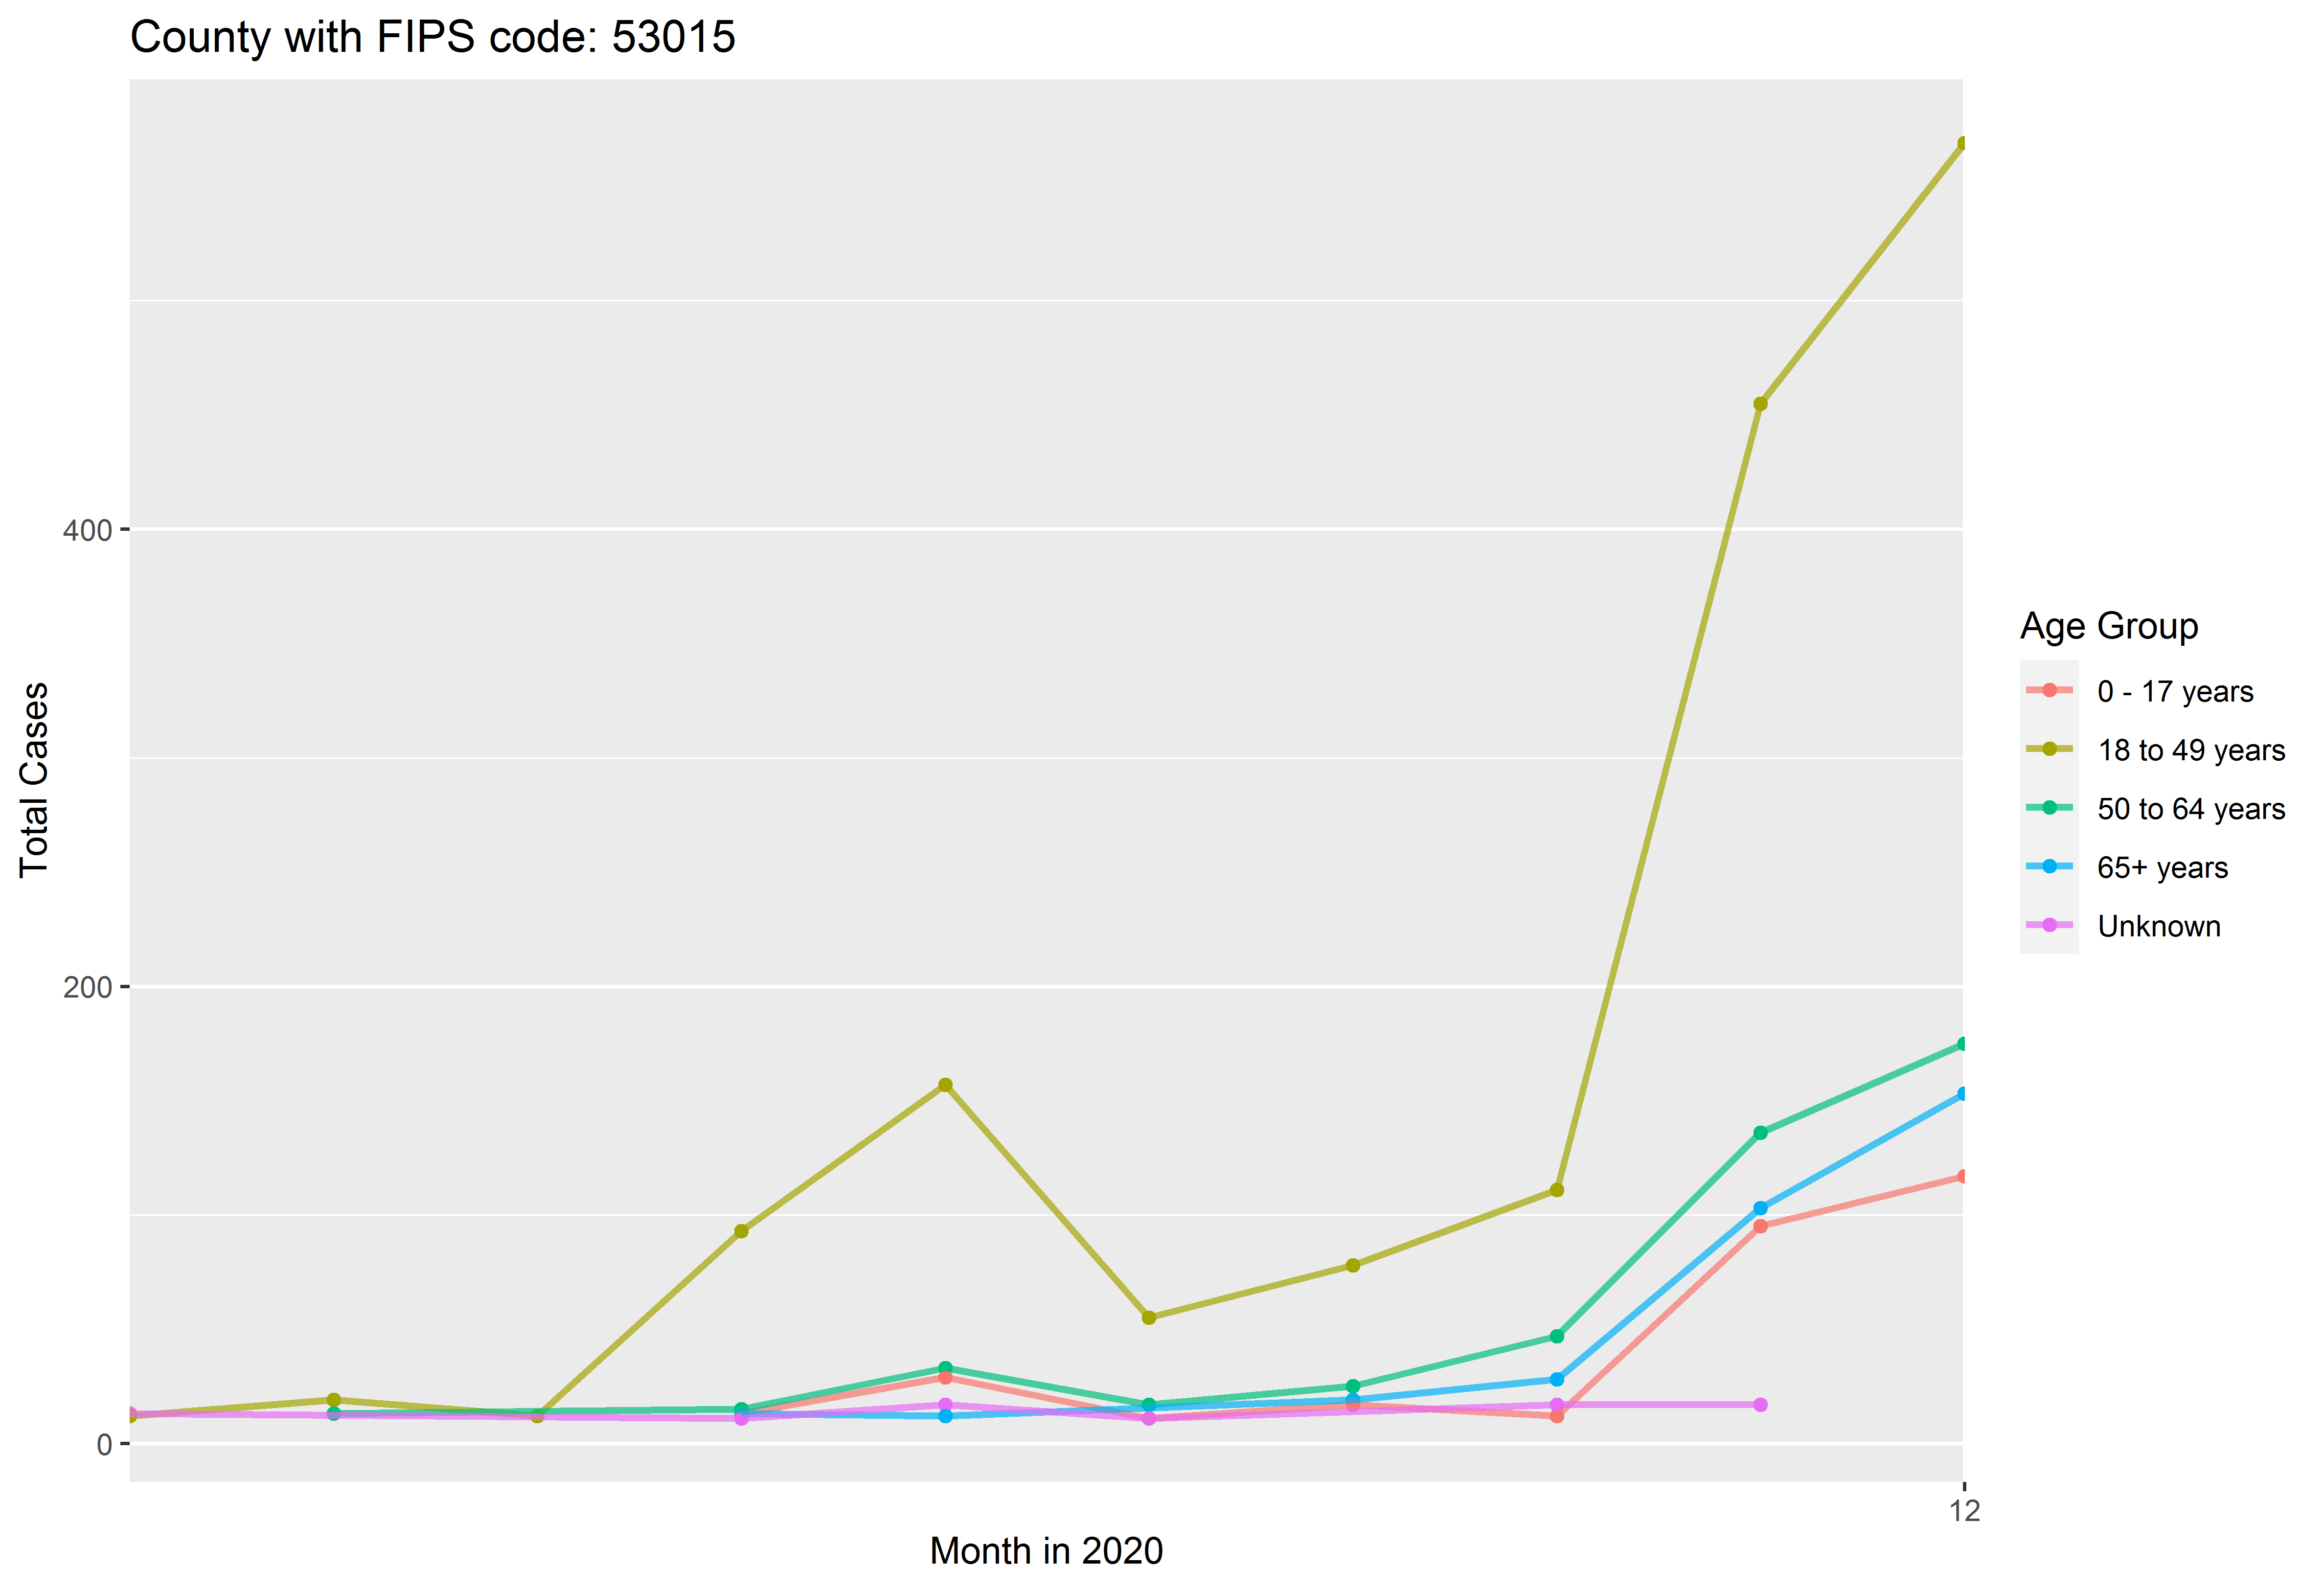 County with FIPS code: 53015
Total Cases
400
200
0
12
Month in 2020
Age Group
0 - 17 years
18 to 49 years
50 to 64 years
65+ years
Unknown